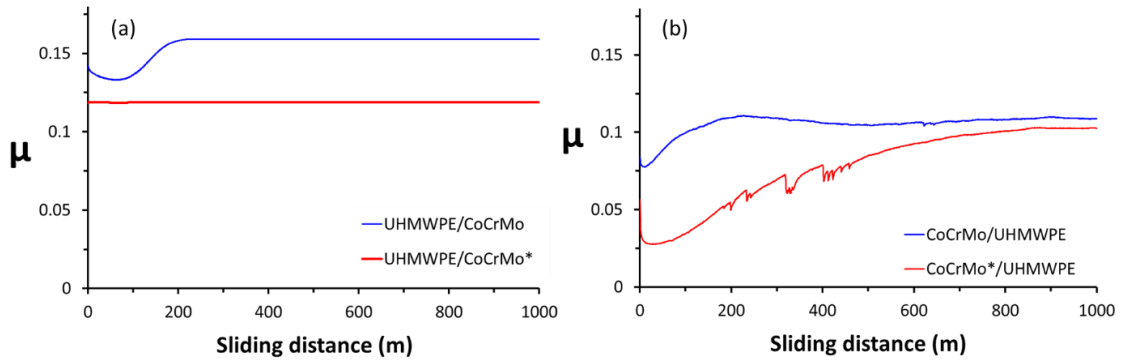 (a)
0.15
0.1
0.05
0
μ
UHMWPE/CoCrMo
UHMWPE/CoCrMo*
0 200 400 600 800 1000
Sliding distance (m)
(b)
0.15
0.1
0.05
0
μ
CoCrMo/UHMWPE
CoCrMo*/UHMWPE
0 200 400 600 800 1000
Sliding distance (m)